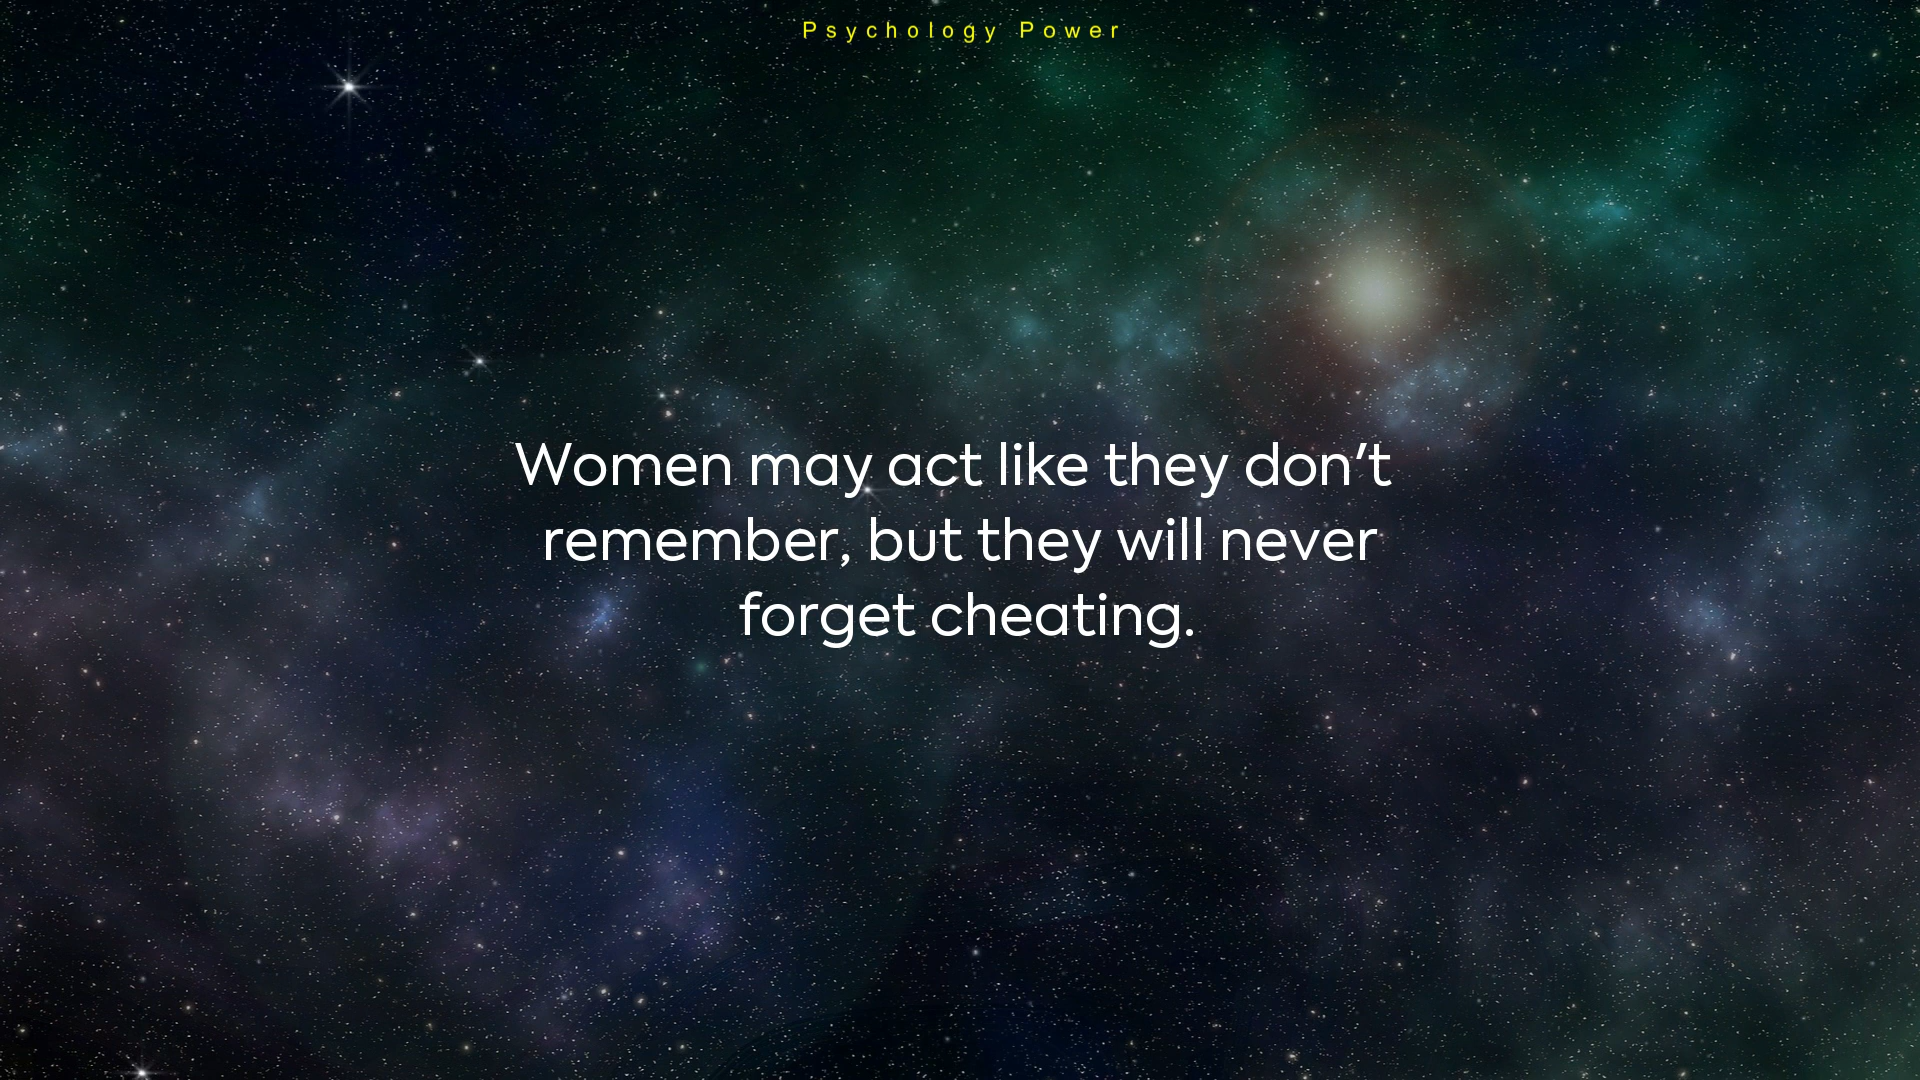 Psychology Power
Women may act like they don't
remember, but they will never
forget cheating.